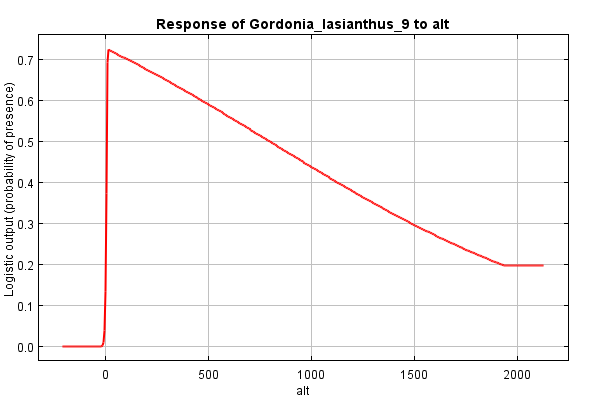 Response of Gordonia_lasianthus_9 to alt
Logistic output (probability of presence)
0.7
0.6
0.5
0.4
0.3
0.2
0.1
0.0
0 500 1000 1500 2000
alt